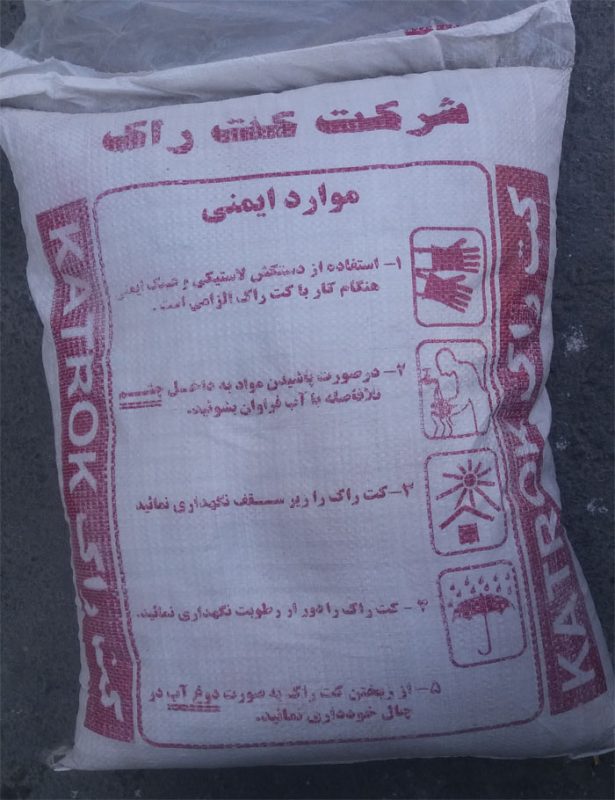 شرکت کت راک
موارد ایمنی
۱- استفاده از دستکش لاستیکی و عینک ایمنی
هنگام کار با کت راک الزامی است.
۲- درصورت پاشیدن مواد به داخل چشم
بلافاصله با آب فراوان بشوئید.
۳- کت راک را زیر سقف نگهداری نمائید
۴- کت راک را دور از رطوبت نگهداری نمائید.
۵- از ریختن کت راک به صورت دوغاب در
چال خودداری نمائید.
KATROK کت راک
کت راک KATROK